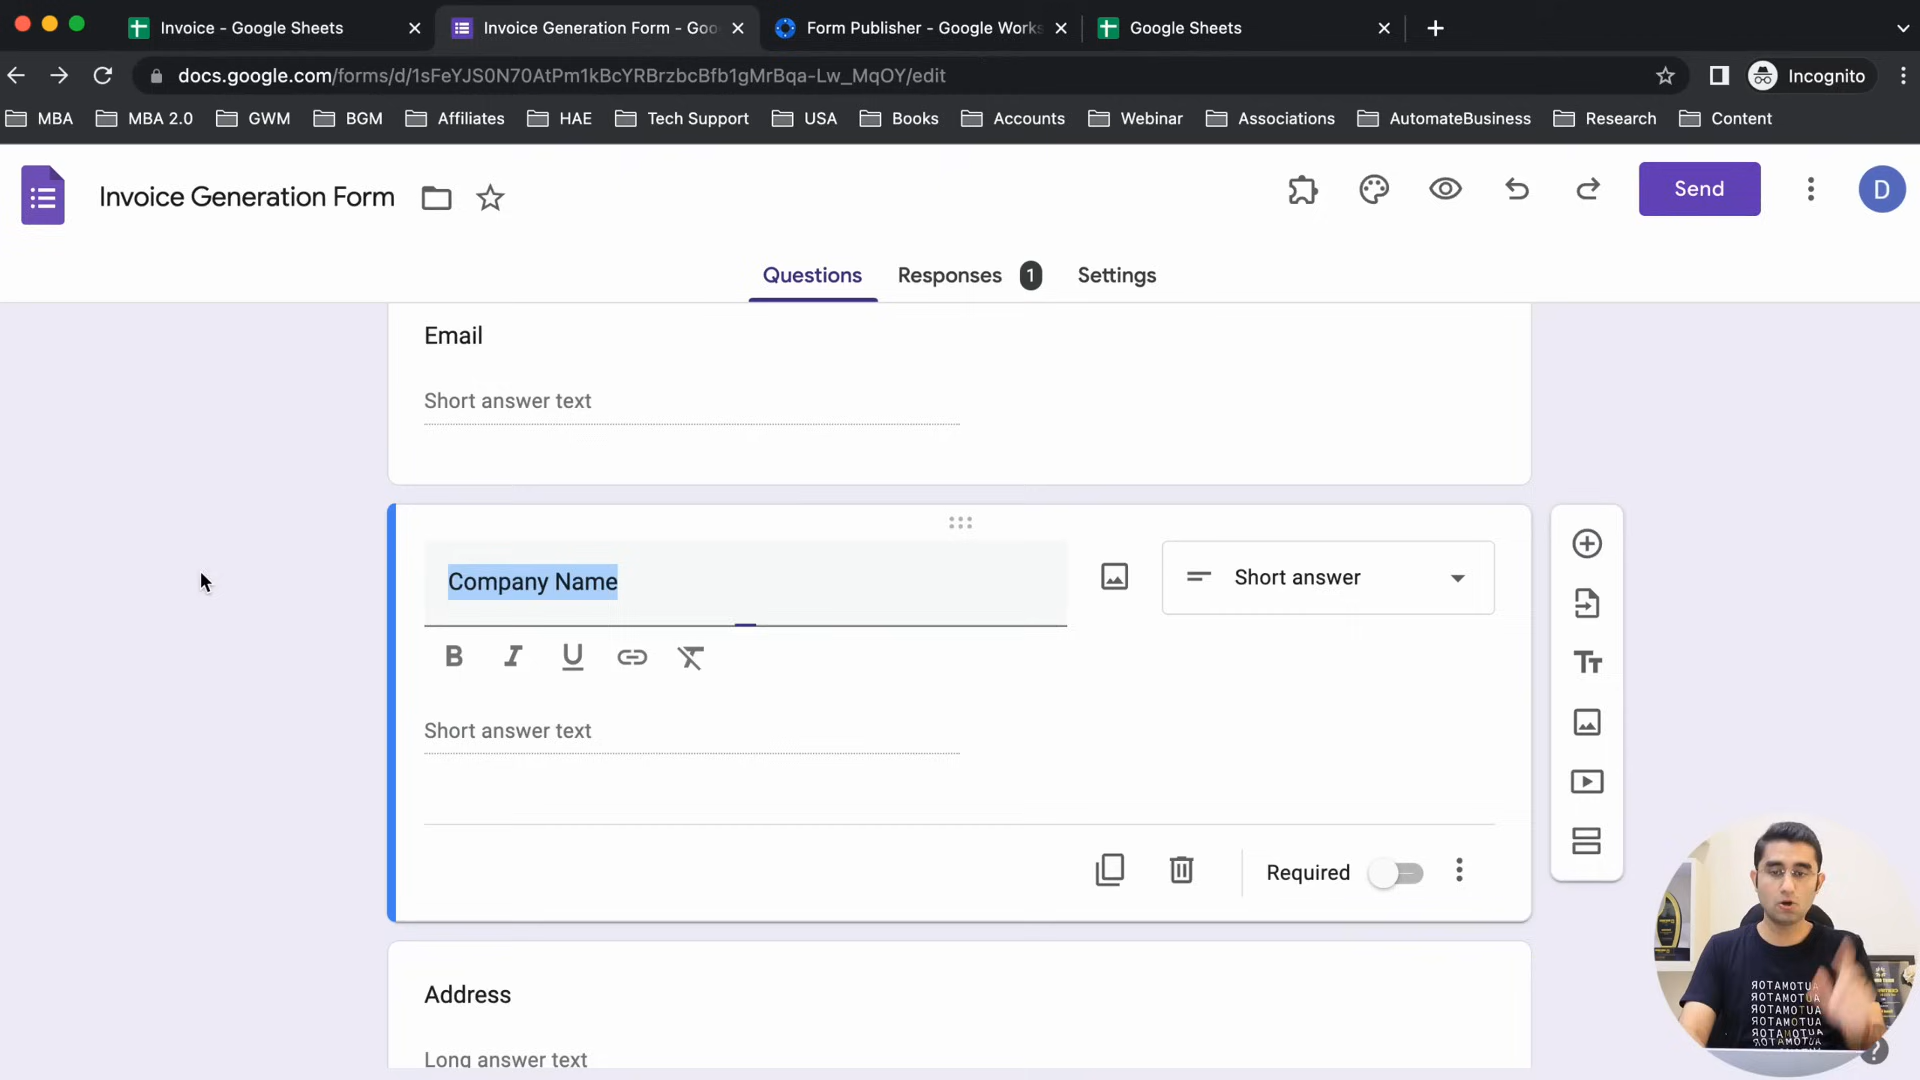 Invoice - Google Sheets
Invoice Generation Form - Goo
Form Publisher - Google Works
Google Sheets
docs.google.com/forms/d/1sFeYJS0N70AtPm1kBcYRBrzbcBfb1gMrBqa-Lw_MqOY/edit
Incognito
MBA
MBA 2.0
GWM
BGM
Affiliates
HAE
Tech Support
USA
Books
Accounts
Webinar
Associations
AutomateBusiness
Research
Content
Invoice Generation Form
Send
D
Questions
Responses
1
Settings
Email
Short answer text
Company Name
Short answer
B
I
U
Tт
Short answer text
Required
Address
Long answer text
?